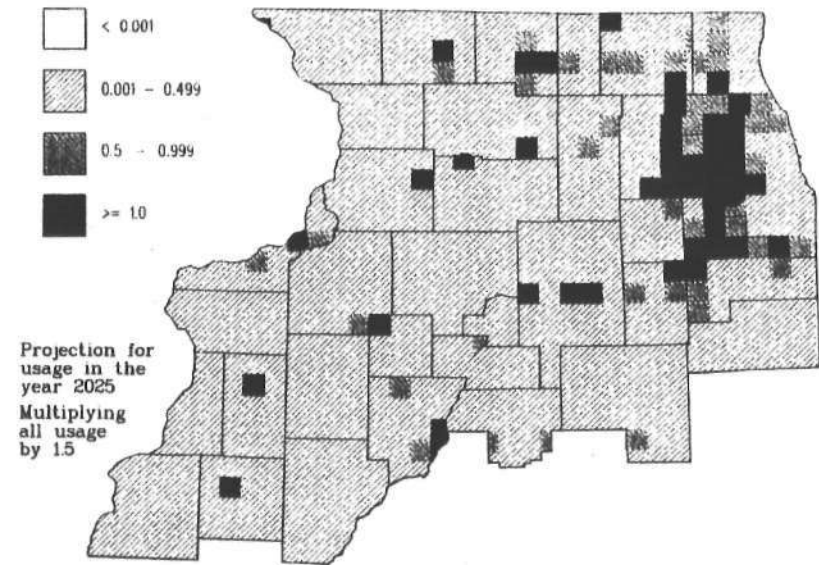 < 0.001
0.001 - 0.499
0.5 - 0.999
>= 1.0
Projection for
usage in the
year 2025
Multiplying
all usage
by 1.5